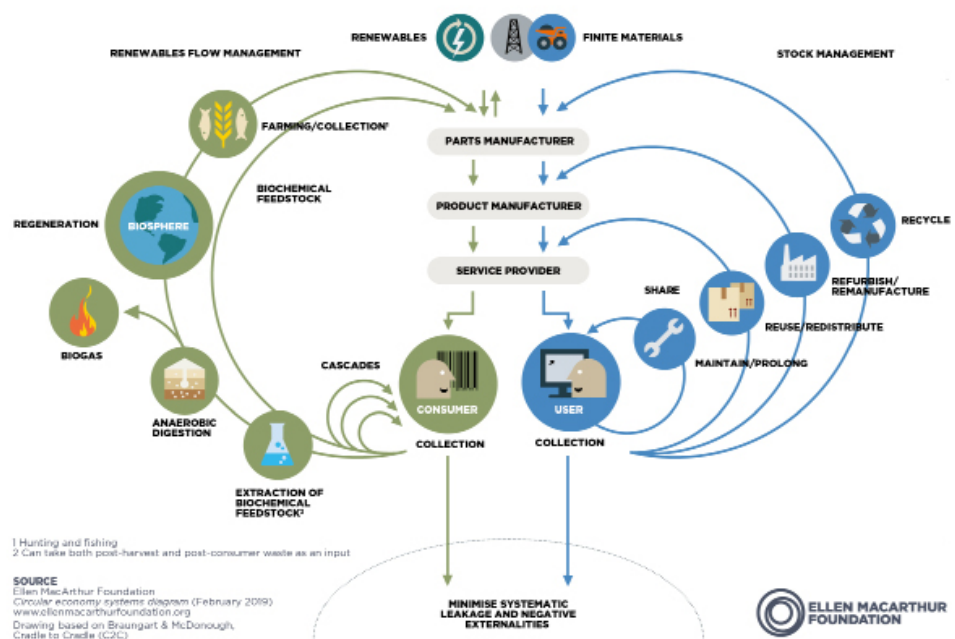 RENEWABLES
FINITE MATERIALS
RENEWABLES FLOW MANAGEMENT
STOCK MANAGEMENT
FARMING/COLLECTION¹
PARTS MANUFACTURER
BIOCHEMICAL
FEEDSTOCK
PRODUCT MANUFACTURER
REGENERATION
BIOSPHERE
RECYCLE
SERVICE PROVIDER
SHARE
REFURBISH/
REMANUFACTURE
REUSE/REDISTRIBUTE
11
11
BIOGAS
CASCADES
MAINTAIN/PROLONG
CONSUMER
USER
ANAEROBIC
DIGESTION
COLLECTION
COLLECTION
EXTRACTION OF
BIOCHEMICAL
FEEDSTOCK²
1 Hunting and fishing
2 Can take both post-harvest and post-consumer waste as an input
SOURCE
Ellen MacArthur Foundation
Circular economy systems diagram (February 2019)
www.ellenmacarthurfoundation.org
Drawing based on Braungart & McDonough,
Cradle to Cradle (C2C)
MINIMISE SYSTEMATIC
LEAKAGE AND NEGATIVE
EXTERNALITIES
ELLEN MACARTHUR
FOUNDATION